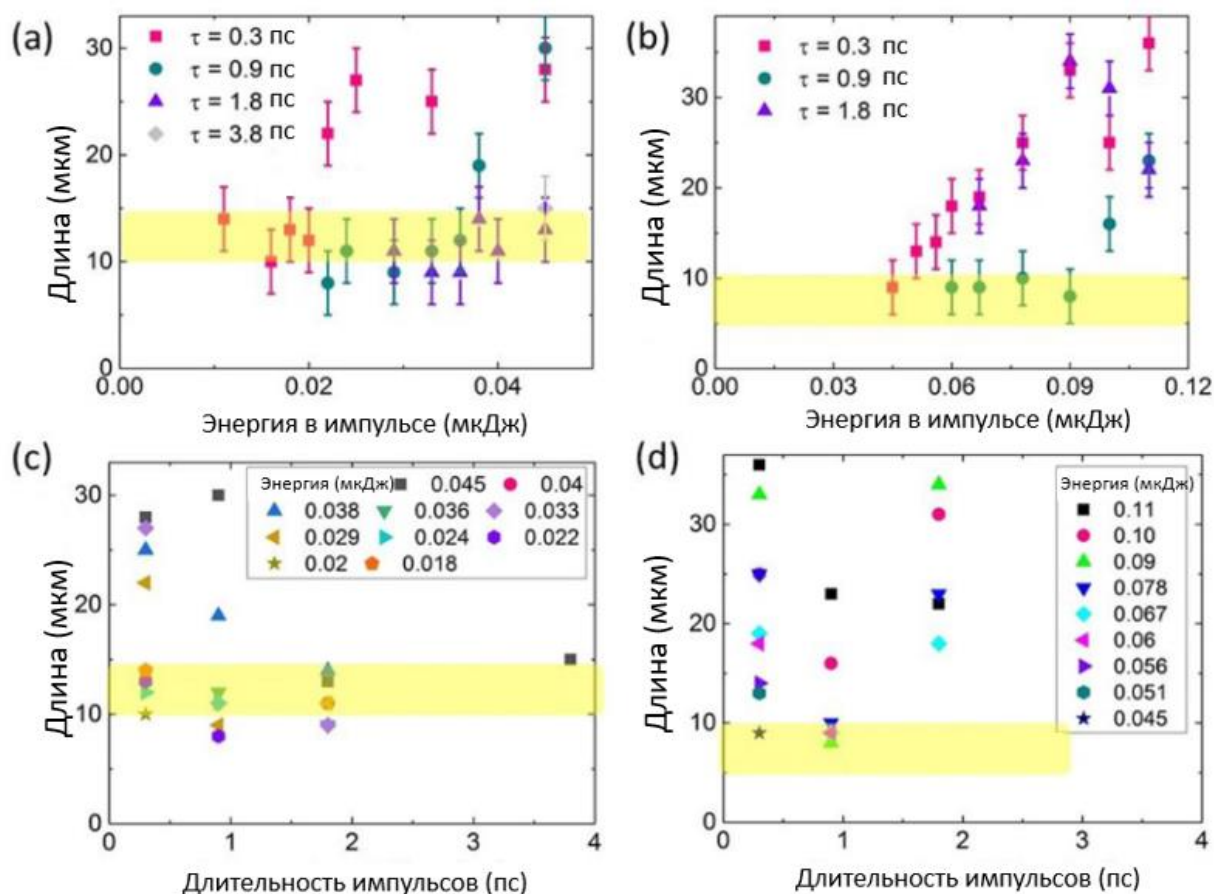 (a)
τ = 0.3 пс
τ = 0.9 пс
τ = 1.8 пс
τ = 3.8 пс
30
20
10
0
Длина (мкм)
0.00 0.02 0.04
Энергия в импульсе (мкДж)
(b)
τ = 0.3 пс
τ = 0.9 пс
τ = 1.8 пс
30
20
10
0
Длина (мкм)
0.00 0.03 0.06 0.09 0.12
Энергия в импульсе (мкДж)
(c)
Энергия (мкДж) 0.045 0.04
0.038 0.036 0.033
0.029 0.024 0.022
0.02 0.018
30
20
10
0
Длина (мкм)
0 1 2 3 4
Длительность импульсов (пс)
(d)
Энергия (мкДж)
0.11
0.10
0.09
0.078
0.067
0.06
0.056
0.051
0.045
30
20
10
0
Длина (мкм)
0 1 2 3 4
Длительность импульсов (пс)